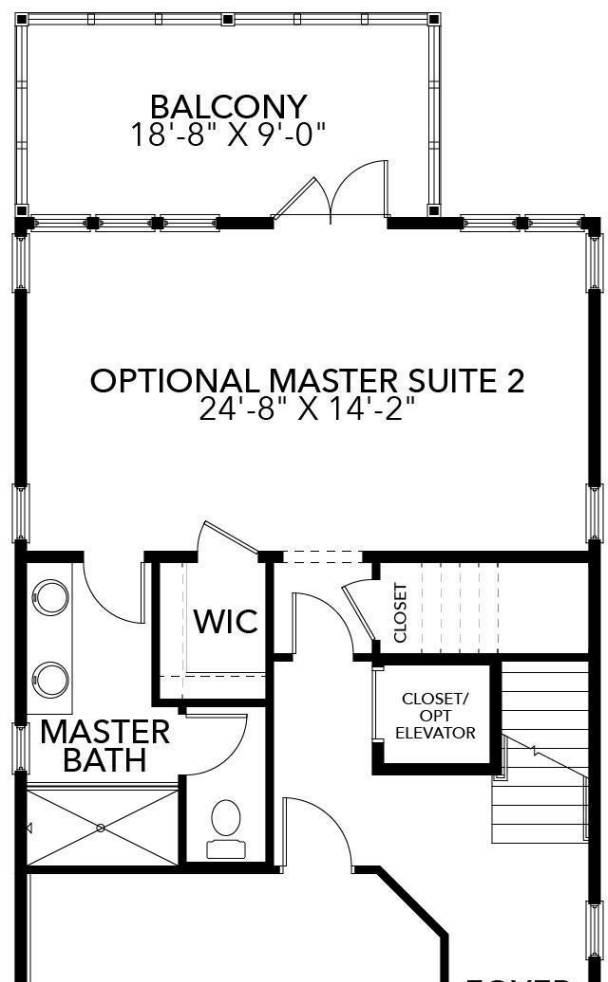 BALCONY
18'-8" X 9'-0"
OPTIONAL MASTER SUITE 2
24'-8" X 14'-2"
WIC
CLOSET
CLOSET/
OPT
ELEVATOR
MASTER
BATH
FOYER